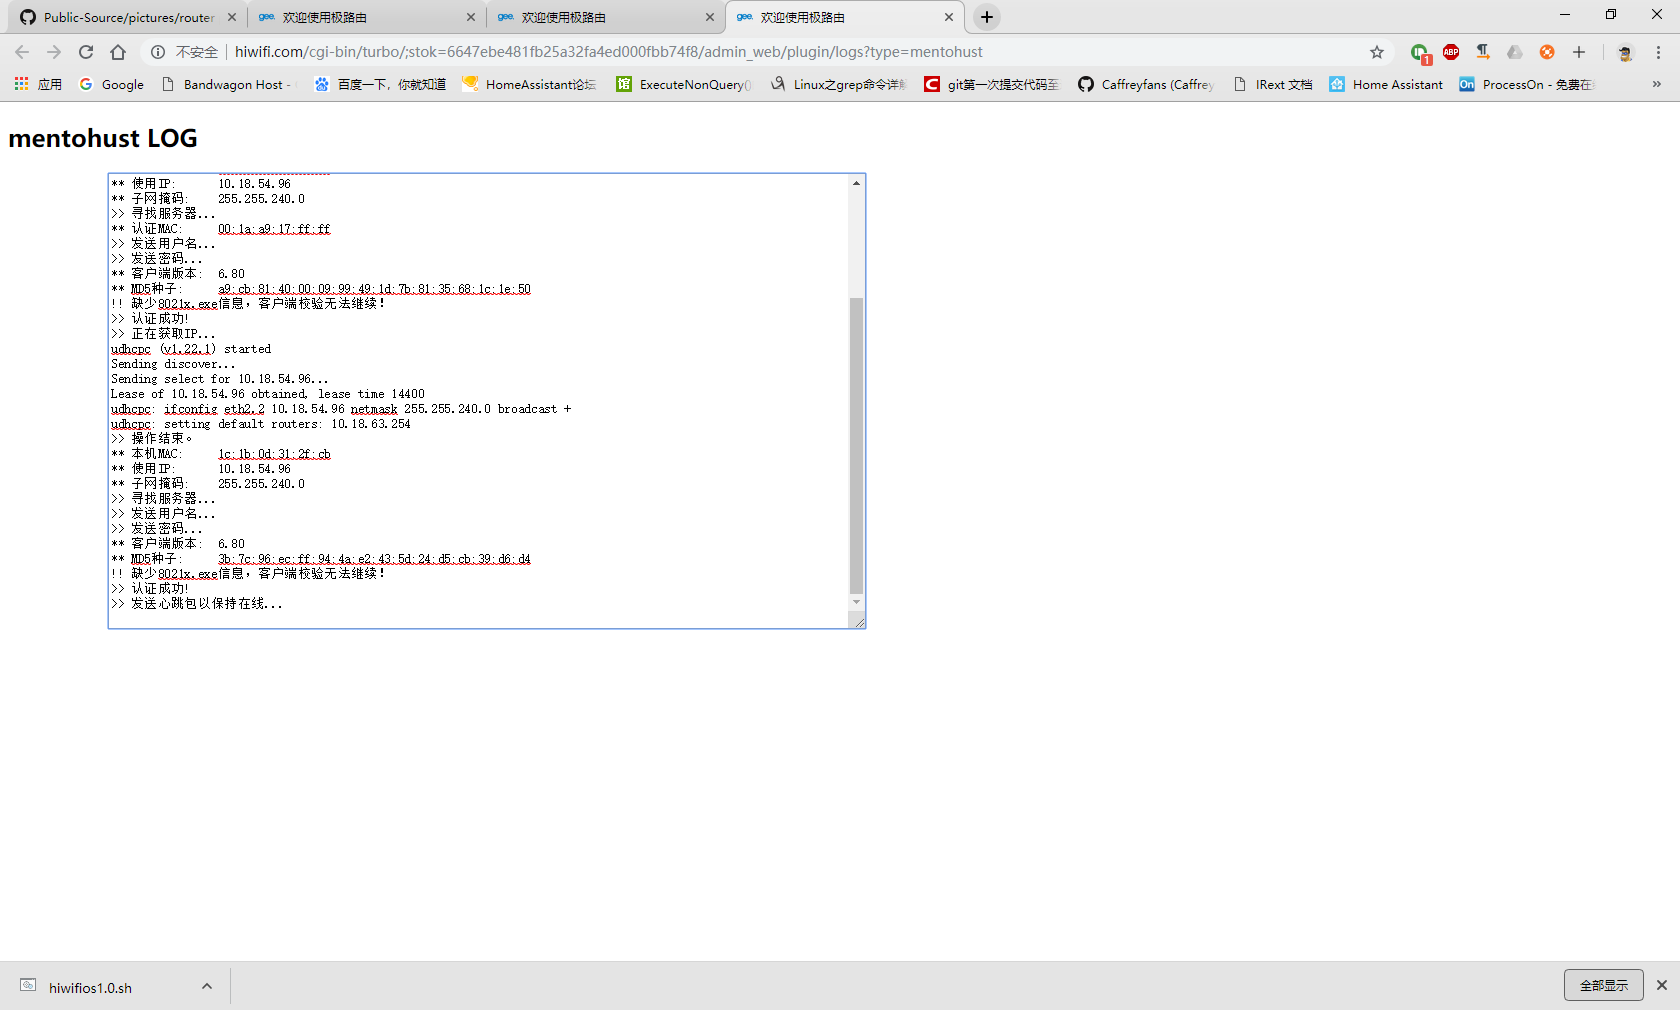 Public-Source/pictures/router
欢迎使用极路由
欢迎使用极路由
欢迎使用极路由
不安全 hiwifi.com/cgi-bin/turbo/;stok=6647ebe481fb25a32fa4ed000fbb74f8/admin_web/plugin/logs?type=mentohust
1
ABP
应用
Google
Bandwagon Host -
百度一下，你就知道
HomeAssistant论坛
ExecuteNonQuery()
Linux之grep命令详解
git第一次提交代码至
Caffreyfans (Caffrey
IRext 文档
Home Assistant
ProcessOn - 免费在
mentohust LOG
** 使用IP: 10.18.54.96
** 子网掩码: 255.255.240.0
>> 寻找服务器...
** 认证MAC: 00:1a:a9:17:ff:ff
>> 发送用户名...
>> 发送密码...
** 客户端版本: 6.80
** MD5种子: a9:cb:81:40:00:09:99:49:1d:7b:81:35:68:1c:1e:50
!! 缺少8021x.exe信息，客户端校验无法继续！
>> 认证成功!
>> 正在获取IP...
udhcpc (v1.22.1) started
Sending discover...
Sending select for 10.18.54.96...
Lease of 10.18.54.96 obtained, lease time 14400
udhcpc: ifconfig eth2.2 10.18.54.96 netmask 255.255.240.0 broadcast +
udhcpc: setting default routers: 10.18.63.254
>> 操作结束。
** 本机MAC: 1c:1b:0d:31:2f:cb
** 使用IP: 10.18.54.96
** 子网掩码: 255.255.240.0
>> 寻找服务器...
>> 发送用户名...
>> 发送密码...
** 客户端版本: 6.80
** MD5种子: 3b:7c:96:ec:ff:94:4a:e2:43:5d:24:d5:cb:39:d6:d4
!! 缺少8021x.exe信息，客户端校验无法继续！
>> 认证成功!
>> 发送心跳包以保持在线...
hiwifios1.0.sh
全部显示